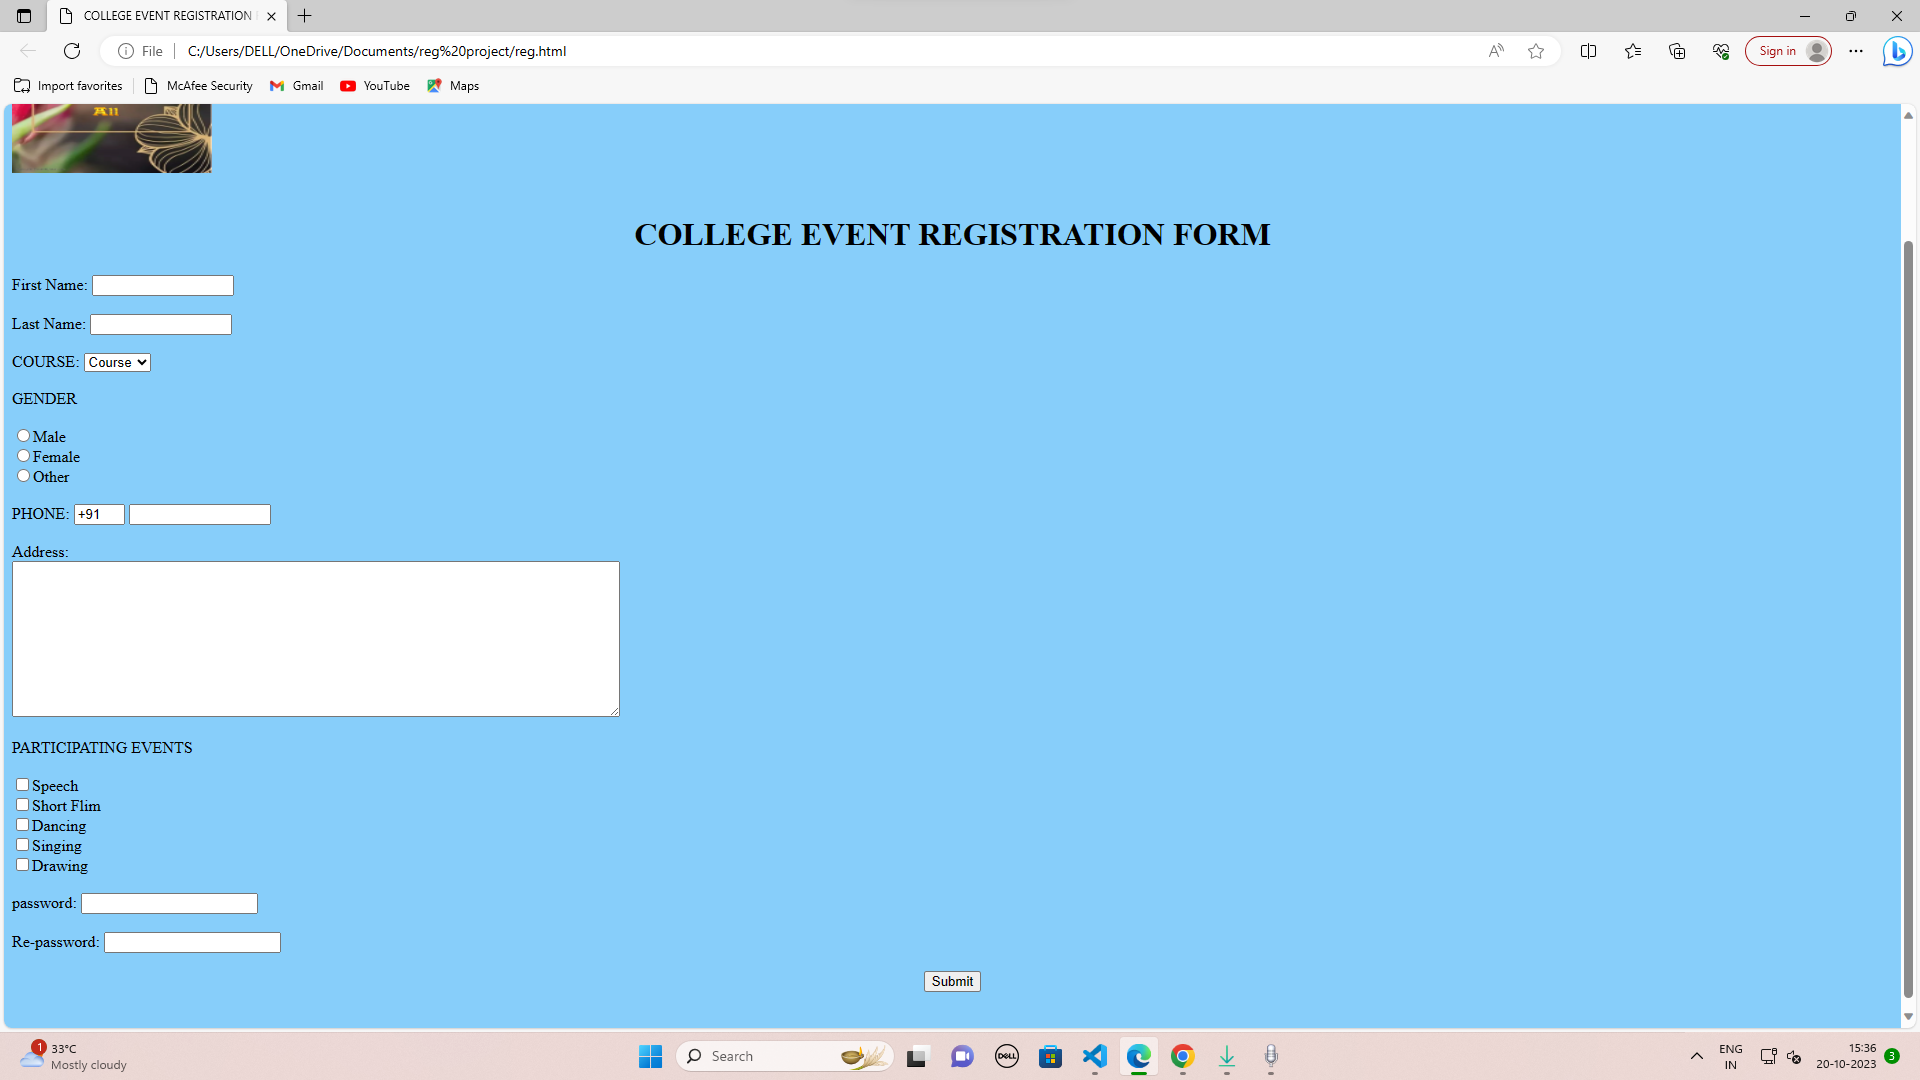 COLLEGE EVENT REGISTRATION
File
C:/Users/DELL/OneDrive/Documents/reg%20project/reg.html
Sign in
Import favorites
McAfee Security
Gmail
YouTube
Maps
All
COLLEGE EVENT REGISTRATION FORM
First Name:
Last Name:
COURSE: Course
GENDER
Male
Female
Other
PHONE: +91
Address:
PARTICIPATING EVENTS
Speech
Short Flim
Dancing
Singing
Drawing
password:
Re-password:
Submit
1
33°C
Mostly cloudy
Search
DELL
ENG
IN
15:36
20-10-2023
3